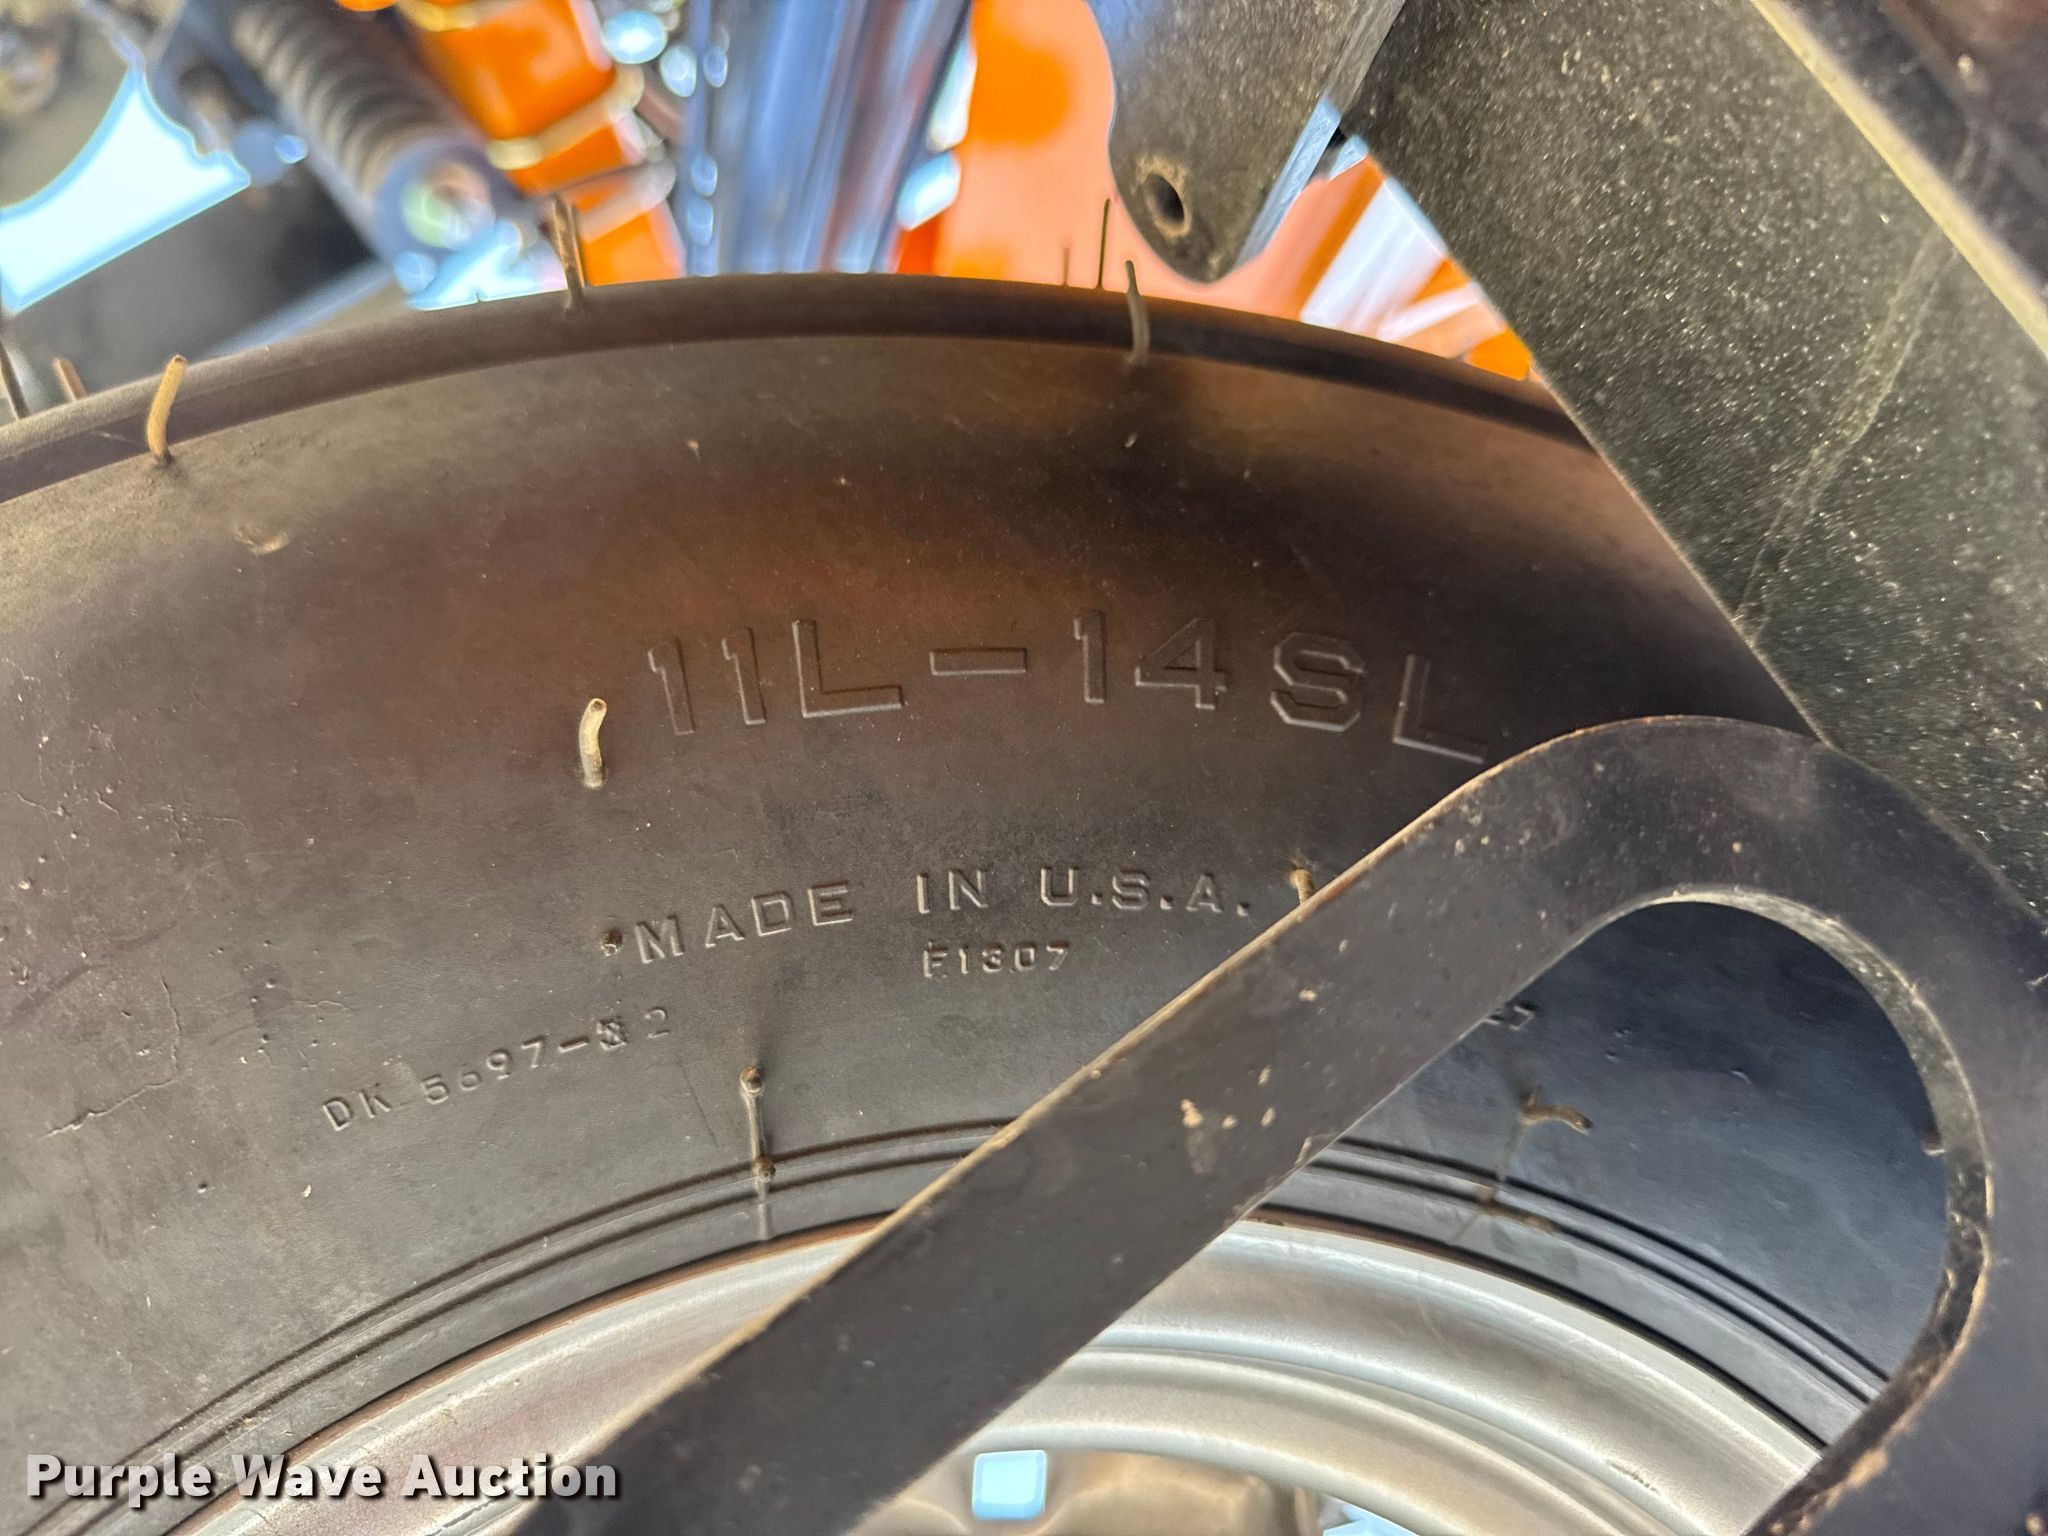 11L-14SL
MADE IN U.S.A.
F1307
DK 5697-
Purple Wave Auction